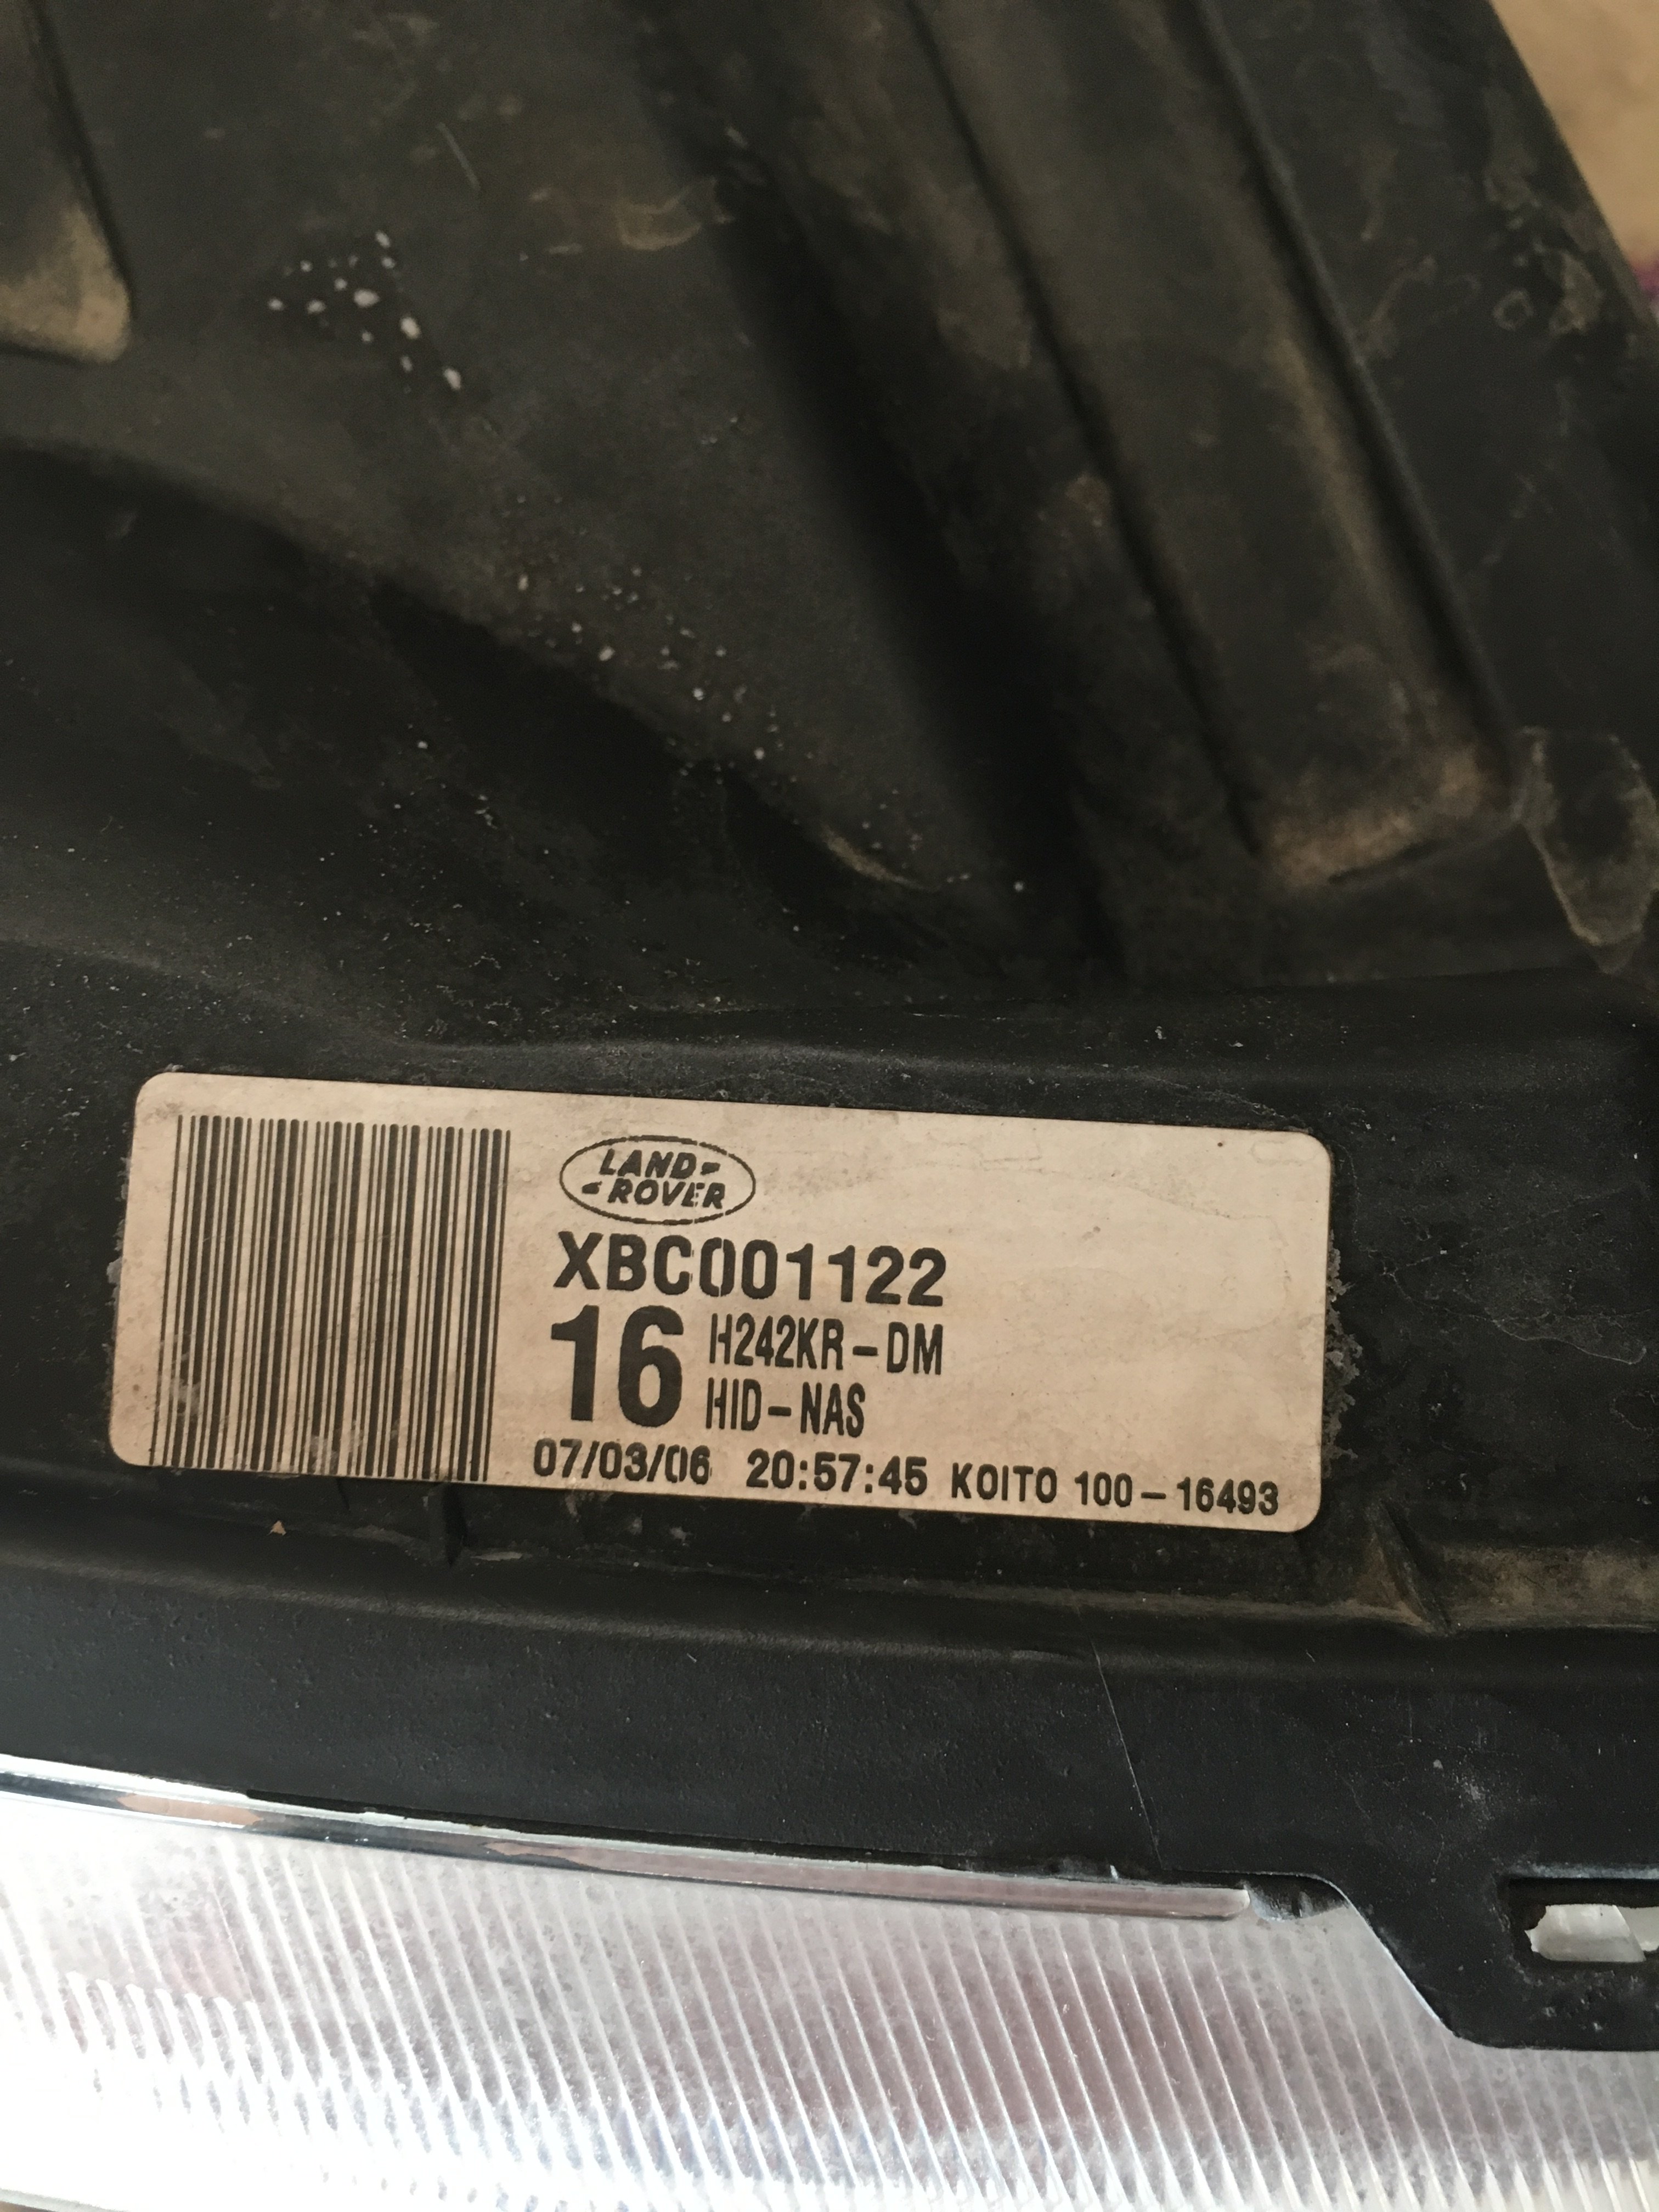 LAND-
-ROVER
XBC001122
16 H242KR-DM
HID-NAS
07/03/06 20:57:45 KOITO 100-16493